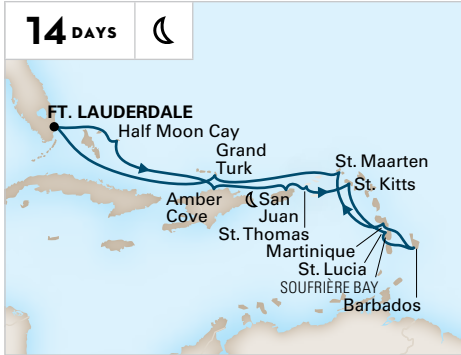 14 DAYS
FT. LAUDERDALE
Half Moon Cay
Grand
Turk
St. Maarten
St. Kitts
Amber
Cove
San
Juan
St. Thomas
Martinique
St. Lucia
SOUFRIÈRE BAY
Barbados